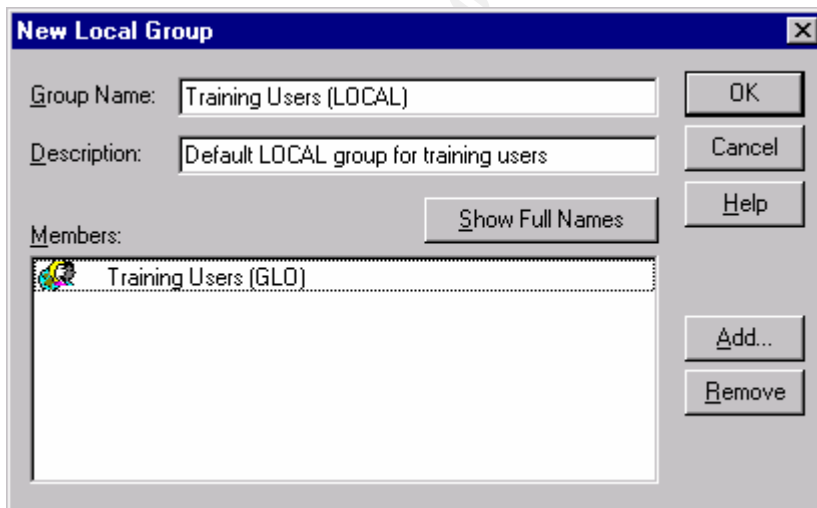 New Local Group
Group Name: Training Users (LOCAL) OK
Description: Default LOCAL group for training users Cancel
Show Full Names Help
Members:
Training Users (GLO)
Add...
Remove